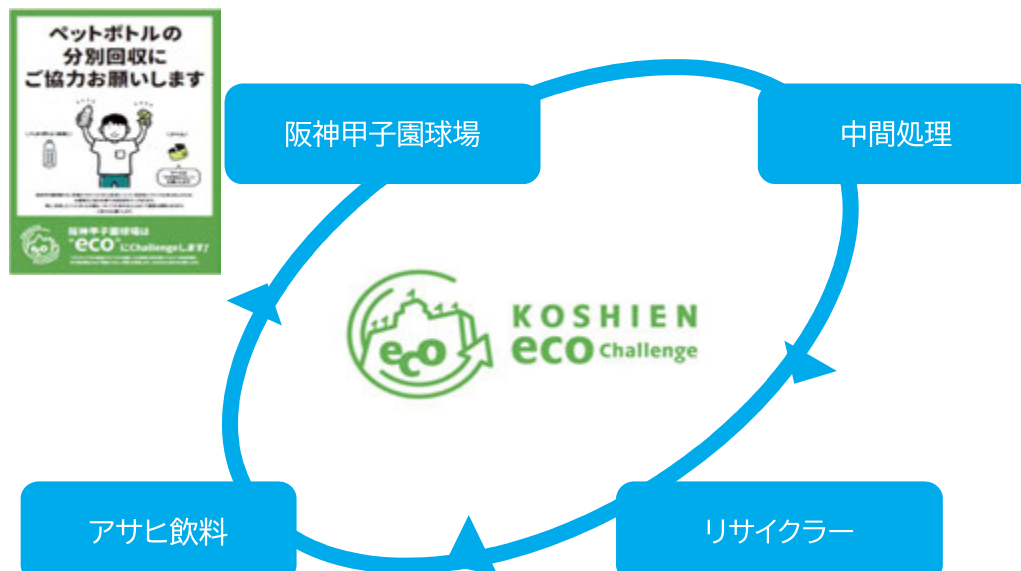 ペットボトルの
分別回収に
ご協力お願いします
阪神甲子園球場は
"eco"にChallengeします!
阪神甲子園球場
中間処理
eco
KOSHIEN
eco Challenge
アサヒ飲料
リサイクラー